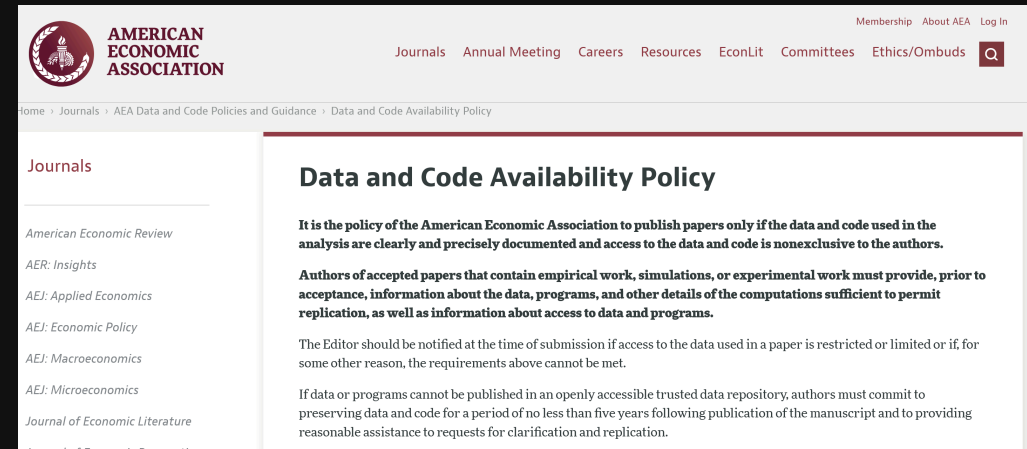 AMERICAN
ECONOMIC
ASSOCIATION
Membership About AEA Log In
Journals Annual Meeting Careers Resources EconLit Committees Ethics/Ombuds
Home › Journals › AEA Data and Code Policies and Guidance › Data and Code Availability Policy
Journals
American Economic Review
AER: Insights
AEJ: Applied Economics
AEJ: Economic Policy
AEJ: Macroeconomics
AEJ: Microeconomics
Journal of Economic Literature
Data and Code Availability Policy
It is the policy of the American Economic Association to publish papers only if the data and code used in the
analysis are clearly and precisely documented and access to the data and code is nonexclusive to the authors.
Authors of accepted papers that contain empirical work, simulations, or experimental work must provide, prior to
acceptance, information about the data, programs, and other details of the computations sufficient to permit
replication, as well as information about access to data and programs.
The Editor should be notified at the time of submission if access to the data used in a paper is restricted or limited or if, for
some other reason, the requirements above cannot be met.
If data or programs cannot be published in an openly accessible trusted data repository, authors must commit to
preserving data and code for a period of no less than five years following publication of the manuscript and to providing
reasonable assistance to requests for clarification and replication.